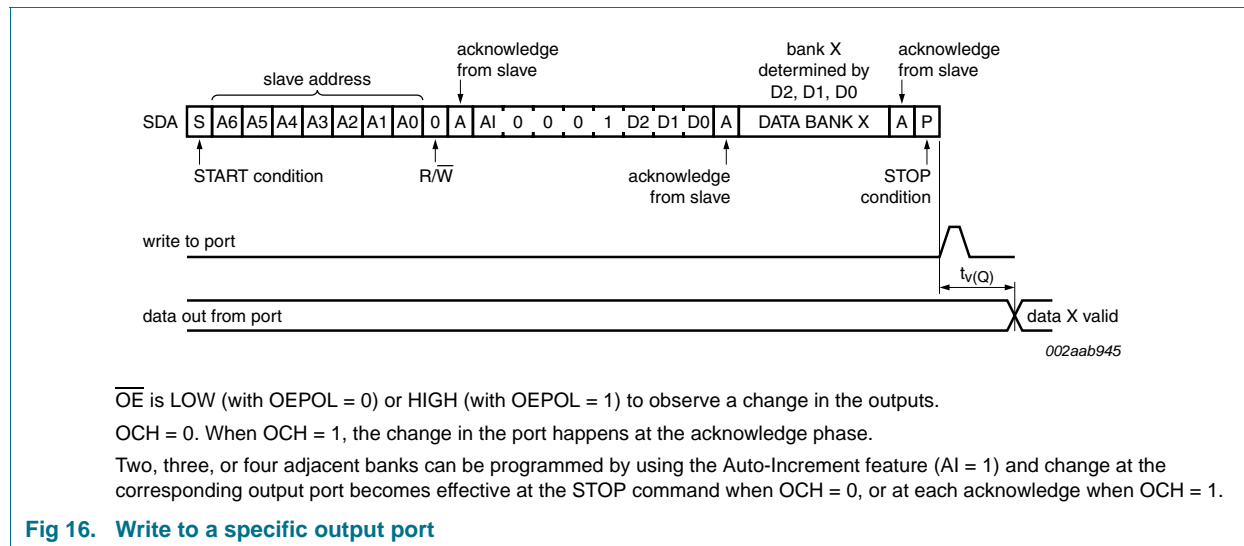 acknowledge
from slave
bank X
determined by
D2, D1, D0
acknowledge
from slave
slave address
SDA S A6 A5 A4 A3 A2 A1 A0 0 A AI 0 0 0 1 D2 D1 D0 A DATA BANK X A P
START condition
R/W̅
acknowledge
from slave
STOP
condition
write to port
tv(Q)
data out from port
data X valid
002aab945
O̅E̅ is LOW (with OEPOL = 0) or HIGH (with OEPOL = 1) to observe a change in the outputs.
OCH = 0. When OCH = 1, the change in the port happens at the acknowledge phase.
Two, three, or four adjacent banks can be programmed by using the Auto-Increment feature (AI = 1) and change at the
corresponding output port becomes effective at the STOP command when OCH = 0, or at each acknowledge when OCH = 1.
Fig 16. Write to a specific output port